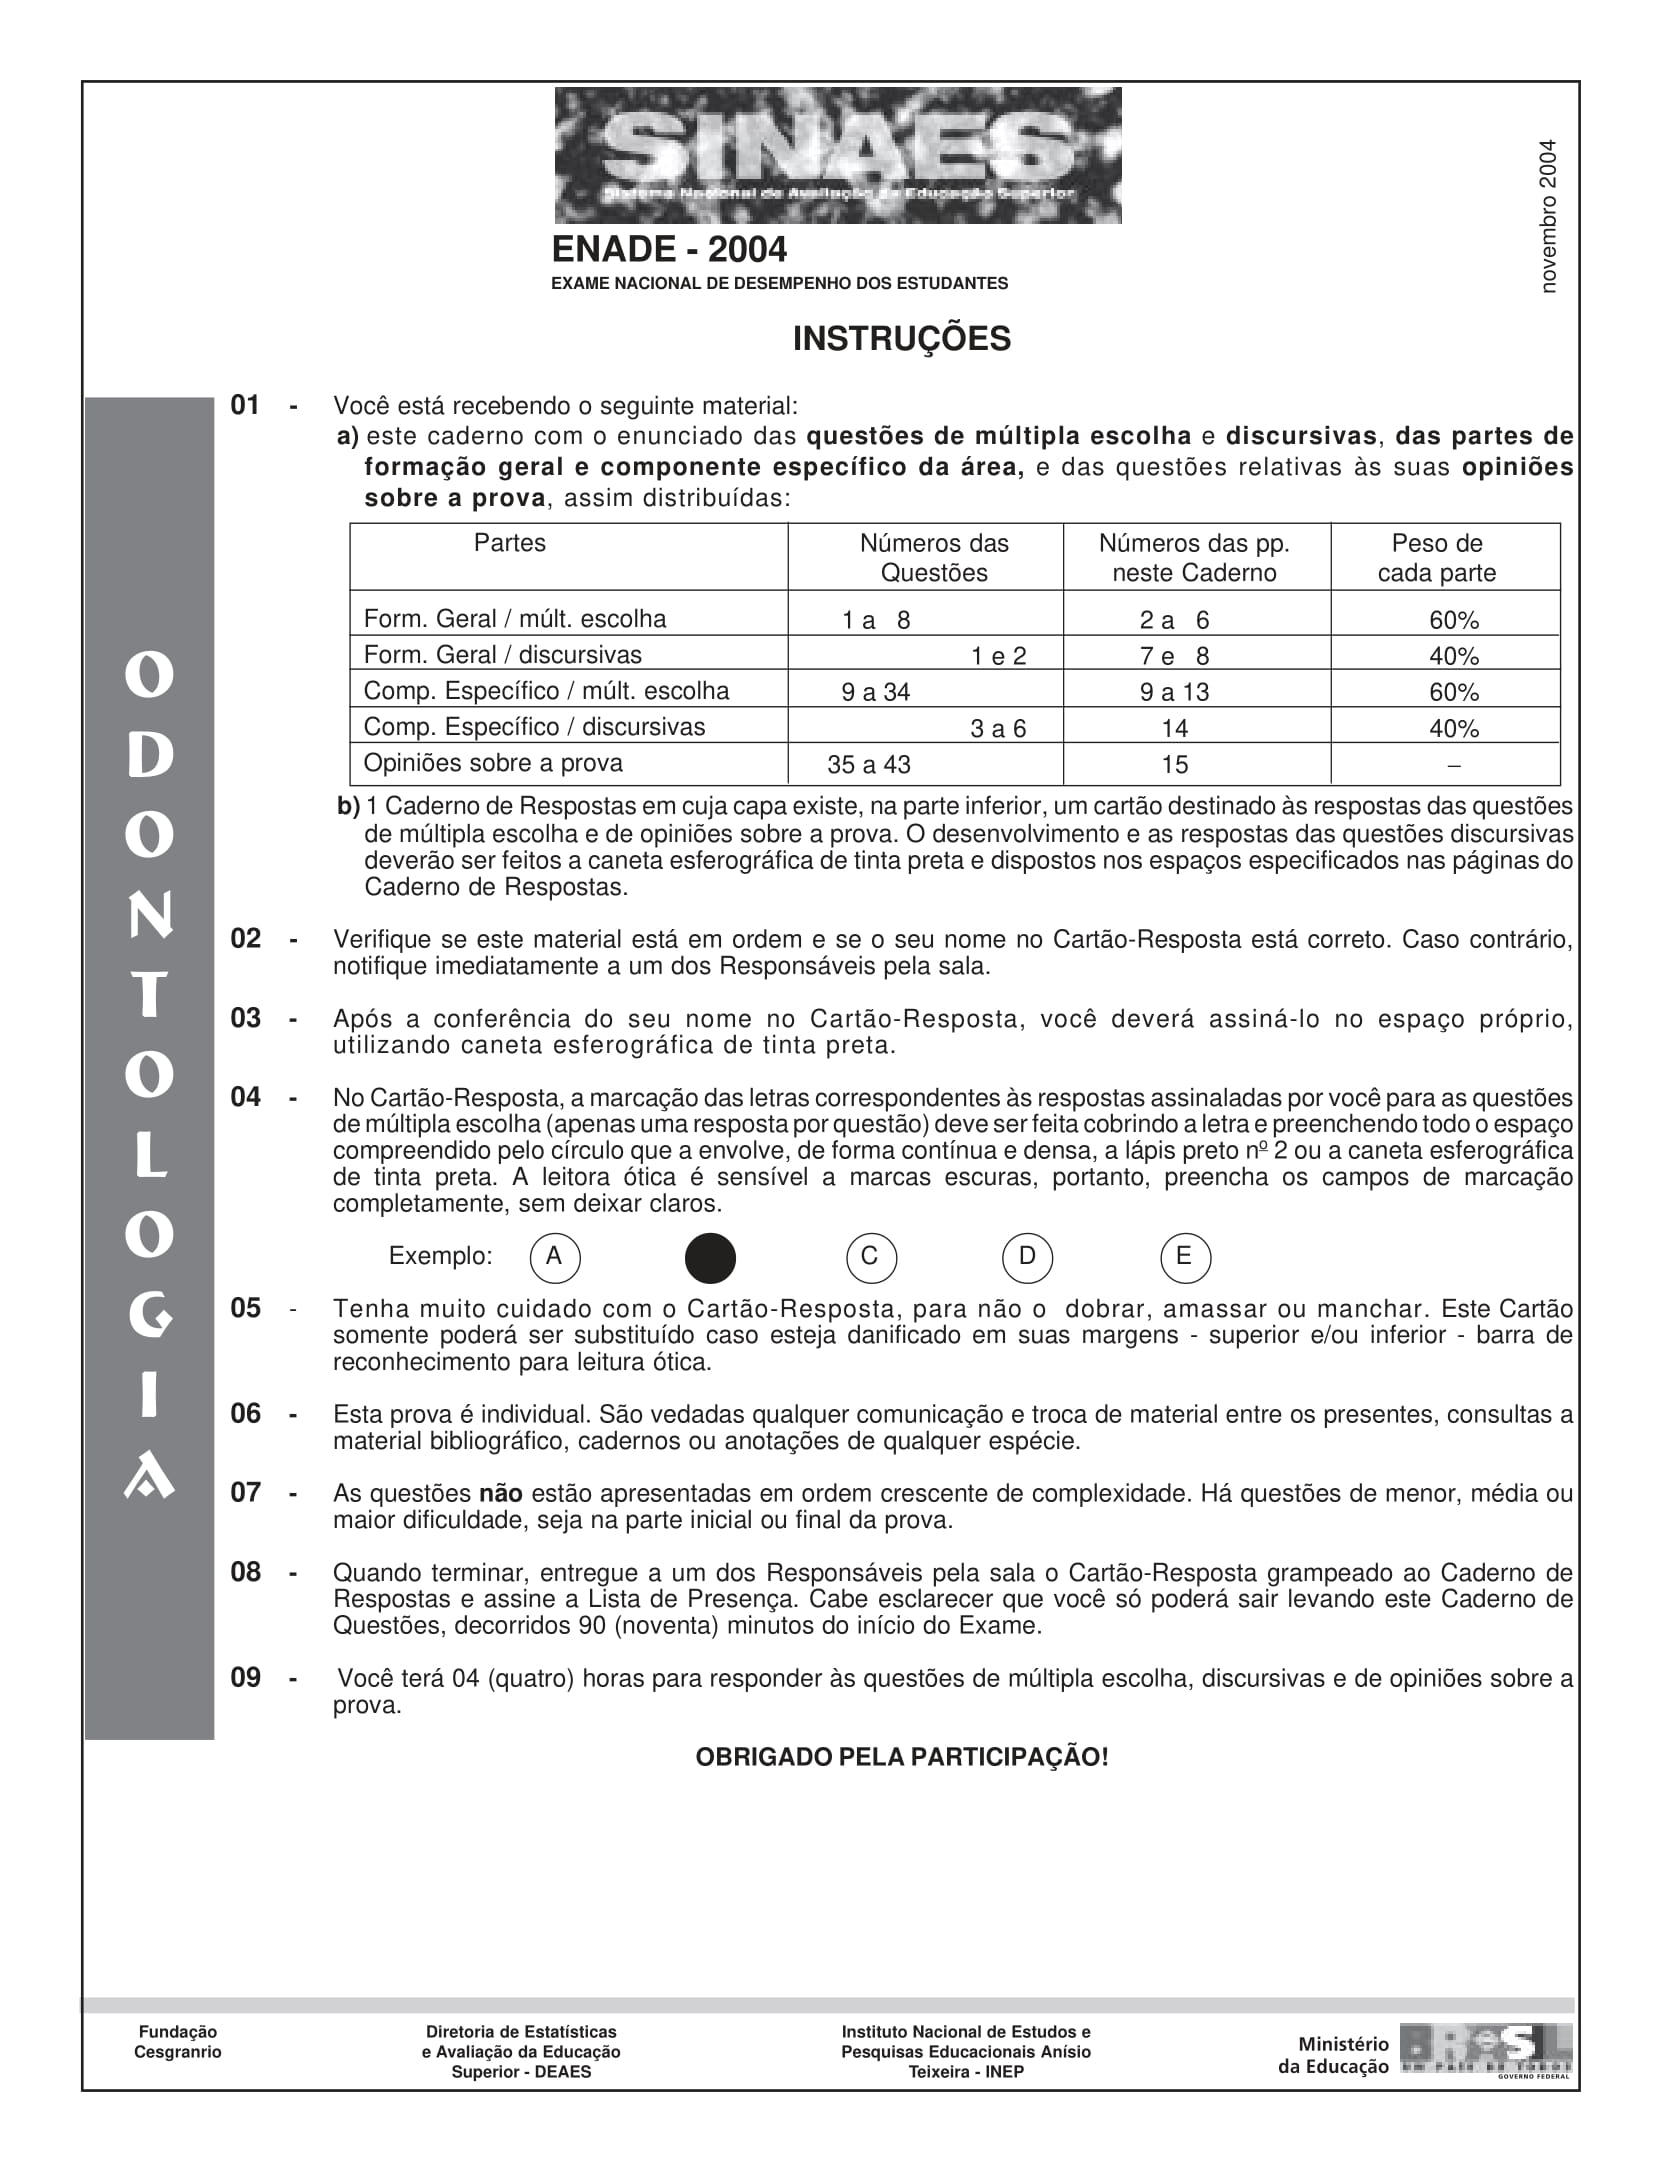 SINAES
Sistema Nacional de Avaliação da Educação Superior
ENADE - 2004
EXAME NACIONAL DE DESEMPENHO DOS ESTUDANTES
novembro 2004
INSTRUÇÕES
ODONTOLOGIA
01 - Você está recebendo o seguinte material:
a) este caderno com o enunciado das questões de múltipla escolha e discursivas, das partes de
formação geral e componente específico da área, e das questões relativas às suas opiniões
sobre a prova, assim distribuídas:
Partes Números das Números das pp. Peso de
Questões neste Caderno cada parte
Form. Geral / múlt. escolha 1 a 8 2 a 6 60%
Form. Geral / discursivas 1 e 2 7 e 8 40%
Comp. Específico / múlt. escolha 9 a 34 9 a 13 60%
Comp. Específico / discursivas 3 a 6 14 40%
Opiniões sobre a prova 35 a 43 15 –
b) 1 Caderno de Respostas em cuja capa existe, na parte inferior, um cartão destinado às respostas das questões
de múltipla escolha e de opiniões sobre a prova. O desenvolvimento e as respostas das questões discursivas
deverão ser feitos a caneta esferográfica de tinta preta e dispostos nos espaços especificados nas páginas do
Caderno de Respostas.
02 - Verifique se este material está em ordem e se o seu nome no Cartão-Resposta está correto. Caso contrário,
notifique imediatamente a um dos Responsáveis pela sala.
03 - Após a conferência do seu nome no Cartão-Resposta, você deverá assiná-lo no espaço próprio,
utilizando caneta esferográfica de tinta preta.
04 - No Cartão-Resposta, a marcação das letras correspondentes às respostas assinaladas por você para as questões
de múltipla escolha (apenas uma resposta por questão) deve ser feita cobrindo a letra e preenchendo todo o espaço
compreendido pelo círculo que a envolve, de forma contínua e densa, a lápis preto nº 2 ou a caneta esferográfica
de tinta preta. A leitora ótica é sensível a marcas escuras, portanto, preencha os campos de marcação
completamente, sem deixar claros.
Exemplo: A C D E
05 - Tenha muito cuidado com o Cartão-Resposta, para não o dobrar, amassar ou manchar. Este Cartão
somente poderá ser substituído caso esteja danificado em suas margens - superior e/ou inferior - barra de
reconhecimento para leitura ótica.
06 - Esta prova é individual. São vedadas qualquer comunicação e troca de material entre os presentes, consultas a
material bibliográfico, cadernos ou anotações de qualquer espécie.
07 - As questões não estão apresentadas em ordem crescente de complexidade. Há questões de menor, média ou
maior dificuldade, seja na parte inicial ou final da prova.
08 - Quando terminar, entregue a um dos Responsáveis pela sala o Cartão-Resposta grampeado ao Caderno de
Respostas e assine a Lista de Presença. Cabe esclarecer que você só poderá sair levando este Caderno de
Questões, decorridos 90 (noventa) minutos do início do Exame.
09 - Você terá 04 (quatro) horas para responder às questões de múltipla escolha, discursivas e de opiniões sobre a
prova.
OBRIGADO PELA PARTICIPAÇÃO!
Fundação
Cesgranrio
Diretoria de Estatísticas
e Avaliação da Educação
Superior - DEAES
Instituto Nacional de Estudos e
Pesquisas Educacionais Anísio
Teixeira - INEP
Ministério
da Educação
BRASIL
UM PAÍS DE TODOS
GOVERNO FEDERAL